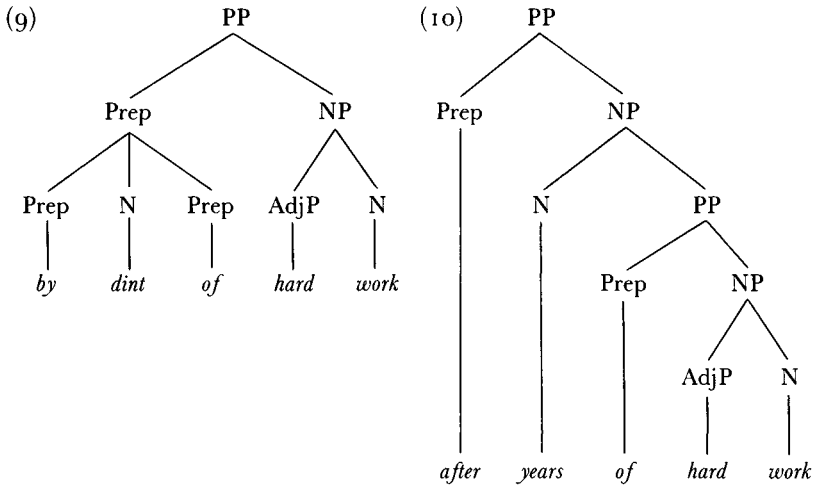 (9) PP (10) PP
Prep NP Prep NP
Prep N Prep AdjP N N PP
by dint of hard work Prep NP
AdjP N
after years of hard work